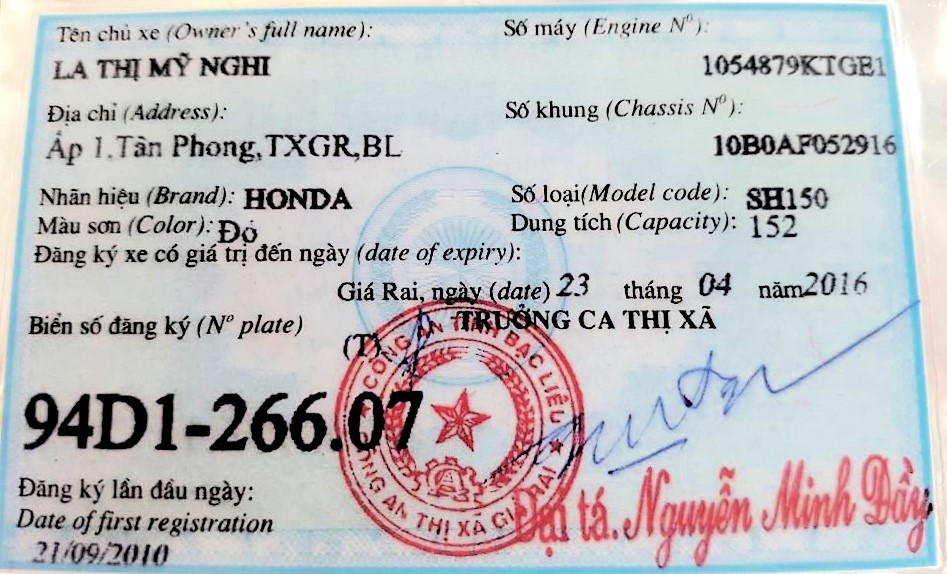 Tên chủ xe (Owner's full name):
LA THỊ MỸ NGHI
Số máy (Engine Nº):
1054879KTGE1
Địa chỉ (Address):
Ấp 1.Tân Phong,TXGR,BL
Số khung (Chassis Nº):
10B0AF052916
Nhãn hiệu (Brand): HONDA
Số loại(Model code): SH150
Màu sơn (Color): Đỏ
Dung tích (Capacity): 152
Đăng ký xe có giá trị đến ngày (date of expiry):
Giá Rai, ngày (date) 23 tháng 04 năm 2016
Biển số đăng ký (Nº plate)
TRƯỞNG CA THỊ XÃ
(T)
94D1-266.07
CÔNG AN TỈNH BẠC LIÊU
CÔNG AN THỊ XÃ GIÁ RAI
Đăng ký lần đầu ngày:
Date of first registration
21/09/2010
Đại tá. Nguyễn Minh Đầy